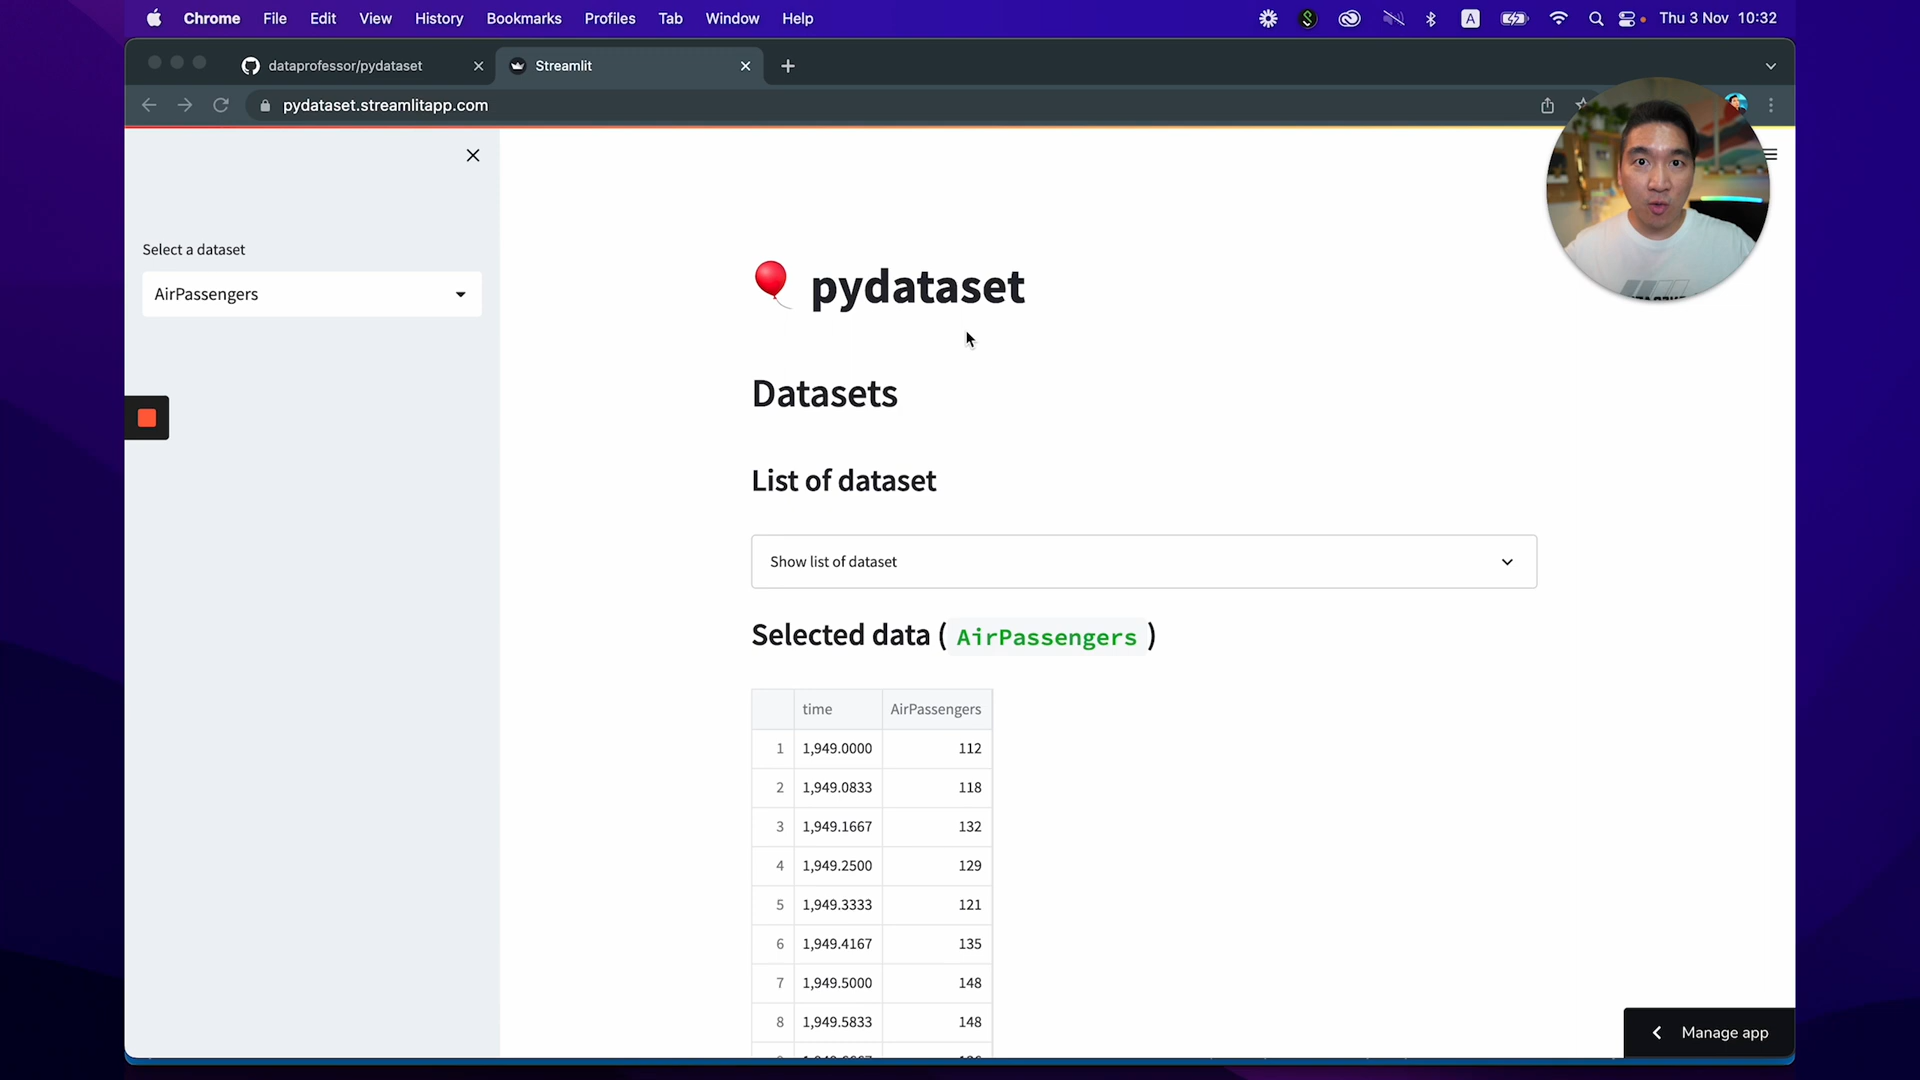 Chrome File Edit View History Bookmarks Profiles Tab Window Help A Thu 3 Nov 10:32
dataprofessor/pydataset Streamlit
pydataset.streamlitapp.com
Select a dataset
AirPassengers
pydataset
Datasets
List of dataset
Show list of dataset
Selected data ( AirPassengers )
time AirPassengers
1 1,949.0000 112
2 1,949.0833 118
3 1,949.1667 132
4 1,949.2500 129
5 1,949.3333 121
6 1,949.4167 135
7 1,949.5000 148
8 1,949.5833 148
Manage app